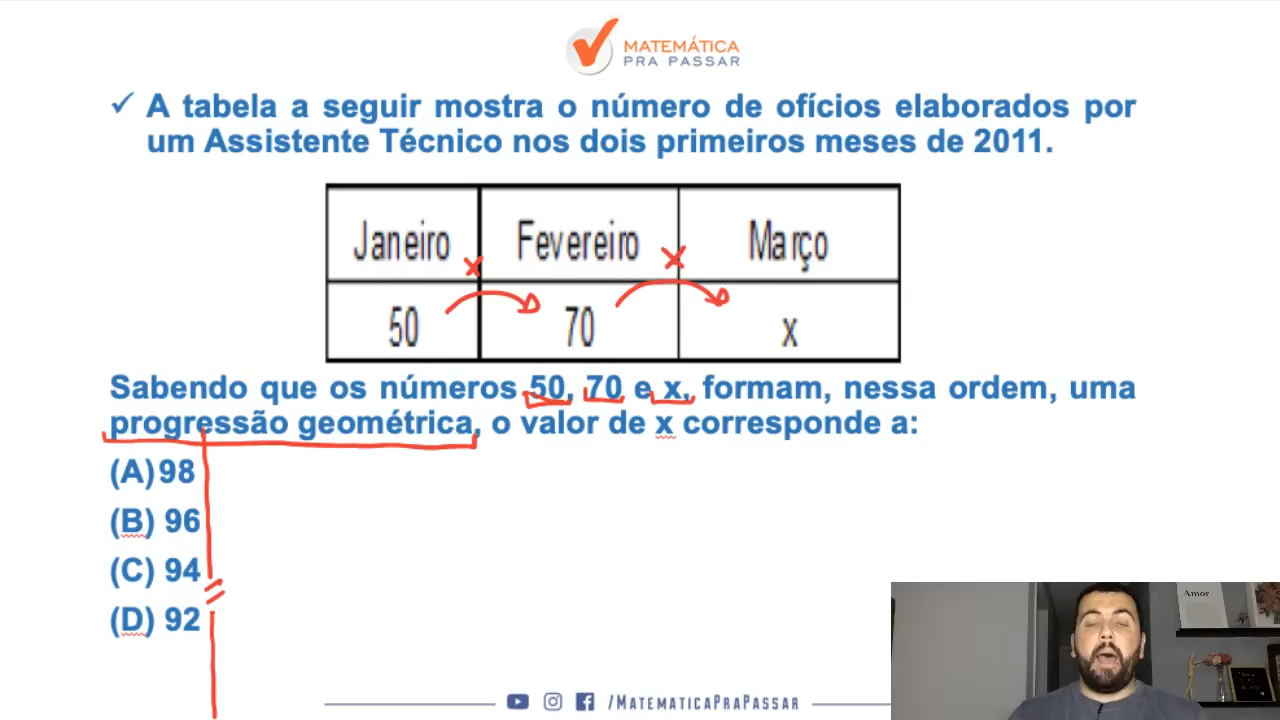 MATEMÁTICA
PRA PASSAR
✓ A tabela a seguir mostra o número de ofícios elaborados por
um Assistente Técnico nos dois primeiros meses de 2011.
Janeiro Fevereiro Março
x x
50 70 x
Sabendo que os números 50, 70 e x, formam, nessa ordem, uma
progressão geométrica, o valor de x corresponde a:
(A) 98
(B) 96
(C) 94
(D) 92
Amor
/MATEMATICAPRAPASSAR